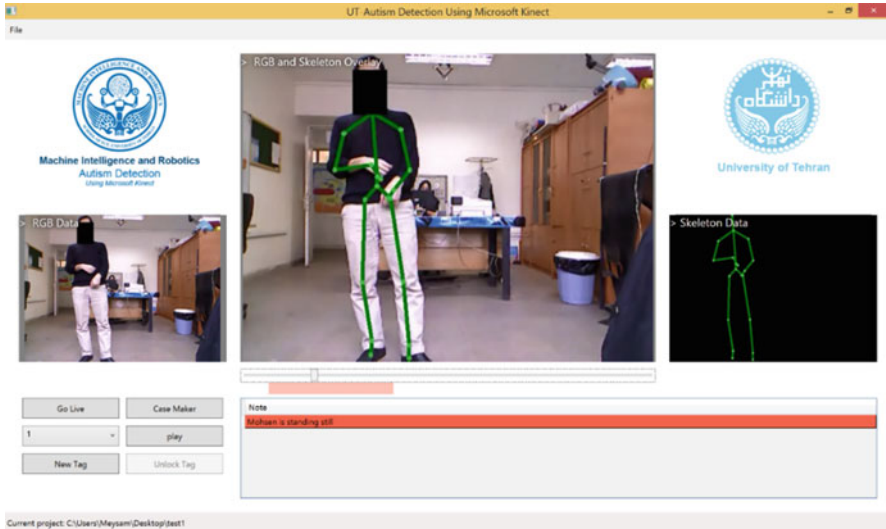 UT-Autism Detection Using Microsoft Kinect
File
> RGB and Skeleton Overlay
Machine Intelligence and Robotics
Autism Detection
Using Microsoft Kinect
دانشگاه تهران
University of Tehran
> RGB Data
> Skeleton Data
Go Live
Case Maker
1
play
New Tag
Unlock Tag
Note
Mohsen is standing still
Current project: C:\Users\Meysam\Desktop\test1